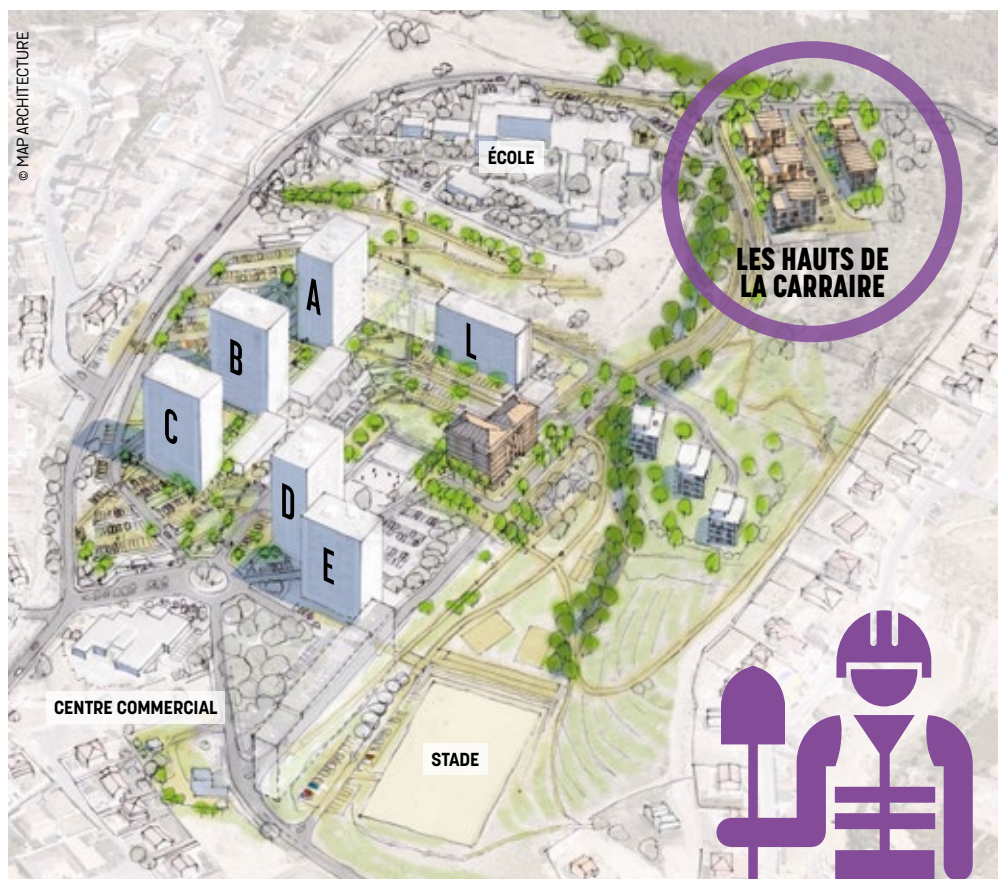 © MAP ARCHITECTURE
ÉCOLE
LES HAUTS DE
LA CARRAIRE
A
L
B
C
D
E
CENTRE COMMERCIAL
STADE